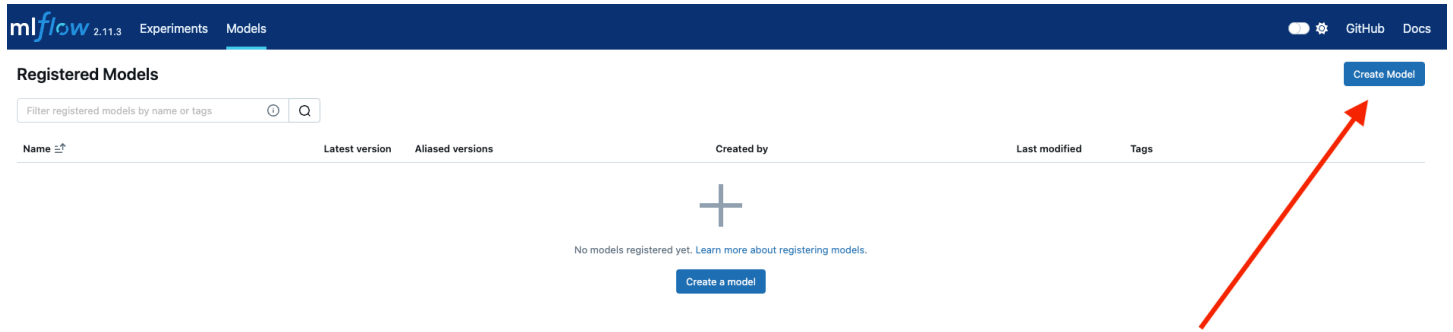 mlflow 2.11.3 Experiments Models GitHub Docs
Registered Models
Create Model
Filter registered models by name or tags
Name Latest version Aliased versions Created by Last modified Tags
No models registered yet. Learn more about registering models.
Create a model